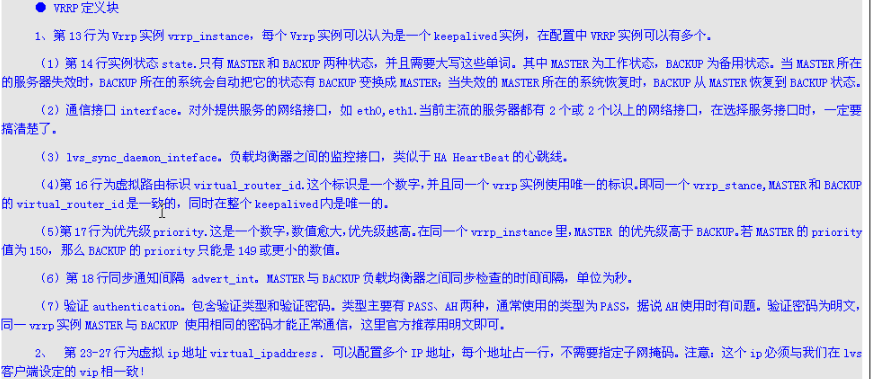 ● VRRP 定义块
1、第 13 行为 Vrrp 实例 vrrp_instance，每个 Vrrp 实例可以认为是一个 keepalived 实例，在配置中 VRRP 实例可以有多个。
（1）第 14 行实例状态 state.只有 MASTER 和 BACKUP 两种状态，并且需要大写这些单词。其中 MASTER 为工作状态，BACKUP 为备用状态。当 MASTER 所在
的服务器失效时，BACKUP 所在的系统会自动把它的状态有 BACKUP 变换成 MASTER；当失效的 MASTER 所在的系统恢复时，BACKUP 从 MASTER 恢复到 BACKUP 状态。
（2）通信接口 interface。对外提供服务的网络接口，如 eth0,eth1.当前主流的服务器都有 2 个或 2 个以上的网络接口，在选择服务接口时，一定要
搞清楚了。
（3）lvs_sync_daemon_inteface。负载均衡器之间的监控接口，类似于 HA HeartBeat 的心跳线。
（4)第 16 行为虚拟路由标识 virtual_router_id.这个标识是一个数字,并且同一个 vrrp 实例使用唯一的标识.即同一个 vrrp_stance,MASTER 和 BACKUP
的 virtual_router_id 是一致的，同时在整个 keepalived 内是唯一的。
（5)第 17 行为优先级 priority.这是一个数字,数值愈大,优先级越高.在同一个 vrrp_instance 里,MASTER 的优先级高于 BACKUP.若 MASTER 的 priority
值为 150，那么 BACKUP 的 priority 只能是 149 或更小的数值。
（6）第 18 行同步通知间隔 advert_int。MASTER 与 BACKUP 负载均衡器之间同步检查的时间间隔，单位为秒。
（7）验证 authentication。包含验证类型和验证密码。类型主要有 PASS、AH 两种，通常使用的类型为 PASS，据说 AH 使用时有问题。验证密码为明文，
同一 vrrp 实例 MASTER 与 BACKUP 使用相同的密码才能正常通信，这里官方推荐用明文即可。
2、 第 23-27 行为虚拟 ip 地址 virtual_ipaddress. 可以配置多个 IP 地址，每个地址占一行，不需要指定子网掩码。注意：这个 ip 必须与我们在 lvs
客户端设定的 vip 相一致！